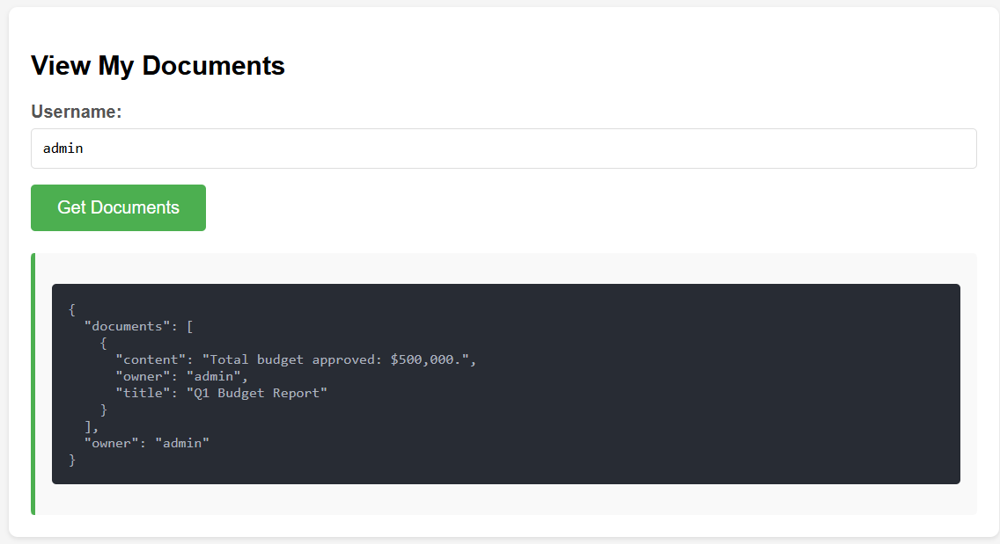 View My Documents
Username:
admin
Get Documents
{
  "documents": [
    {
      "content": "Total budget approved: $500,000.",
      "owner": "admin",
      "title": "Q1 Budget Report"
    }
  ],
  "owner": "admin"
}